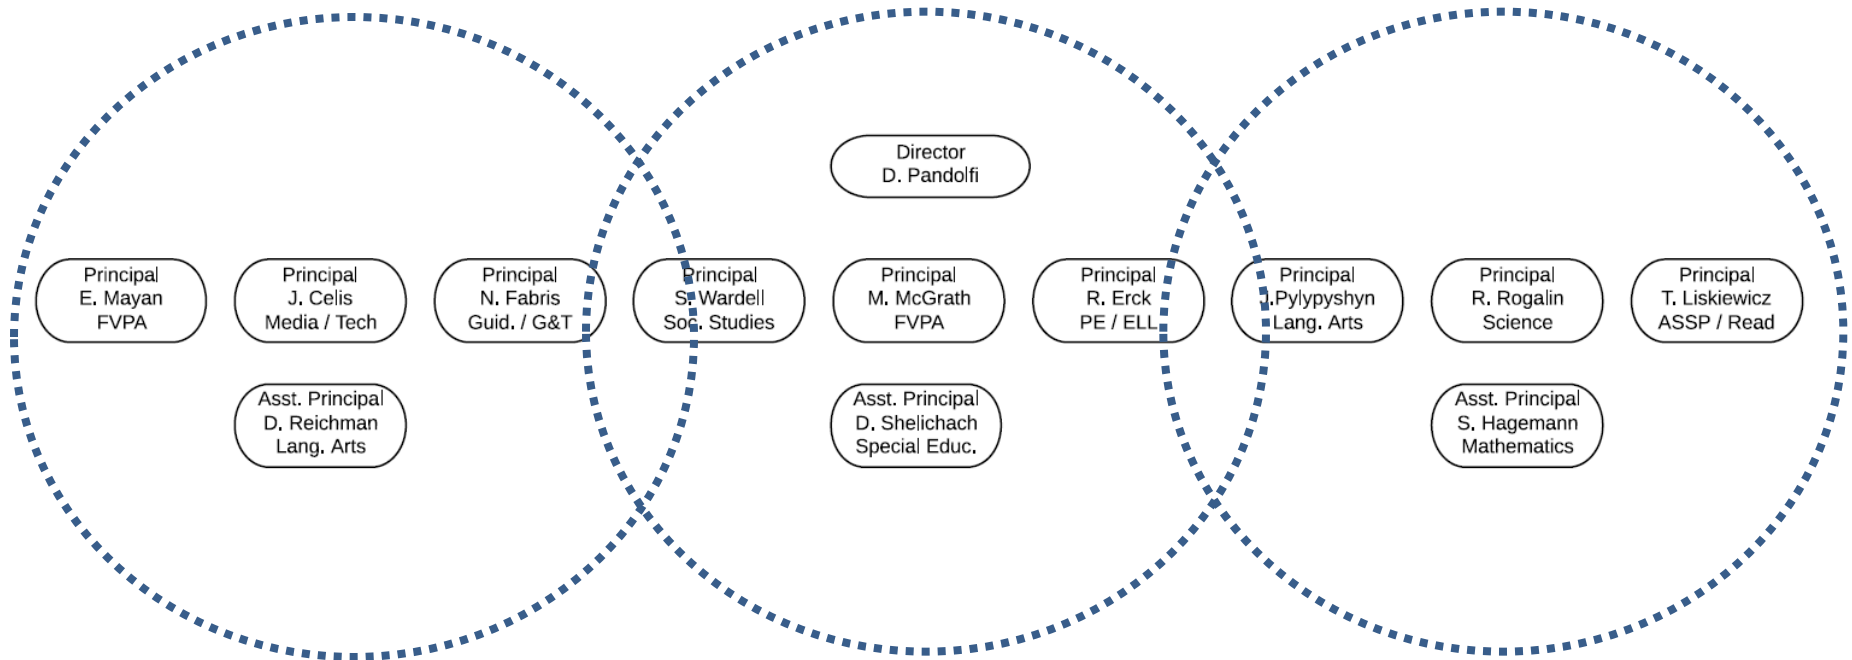 Director
D. Pandolfi
Principal
E. Mayan
FVPA
Principal
J. Celis
Media / Tech
Principal
N. Fabris
Guid. / G&T
Principal
S. Wardell
Soc. Studies
Principal
M. McGrath
FVPA
Principal
R. Erck
PE / ELL
Principal
J.Pylypyshyn
Lang. Arts
Principal
R. Rogalin
Science
Principal
T. Liskiewicz
ASSP / Read
Asst. Principal
D. Reichman
Lang. Arts
Asst. Principal
D. Shelichach
Special Educ.
Asst. Principal
S. Hagemann
Mathematics